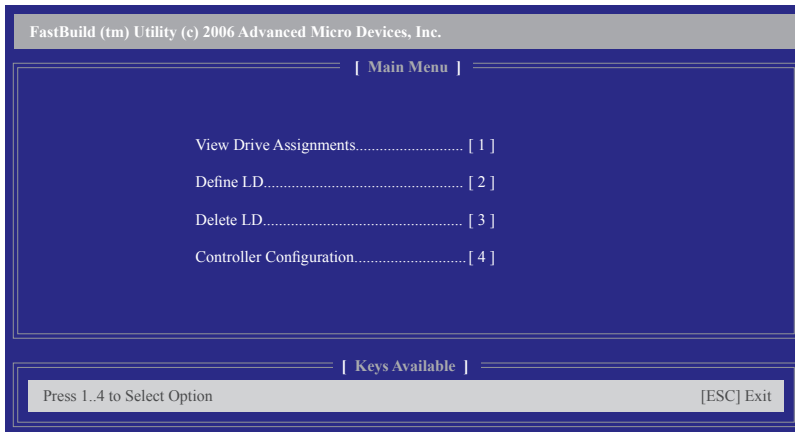 FastBuild (tm) Utility (c) 2006 Advanced Micro Devices, Inc.
[ Main Menu ]
View Drive Assignments........................... [ 1 ]
Define LD.................................................. [ 2 ]
Delete LD.................................................. [ 3 ]
Controller Configuration............................[ 4 ]
[ Keys Available ]
Press 1..4 to Select Option [ESC] Exit